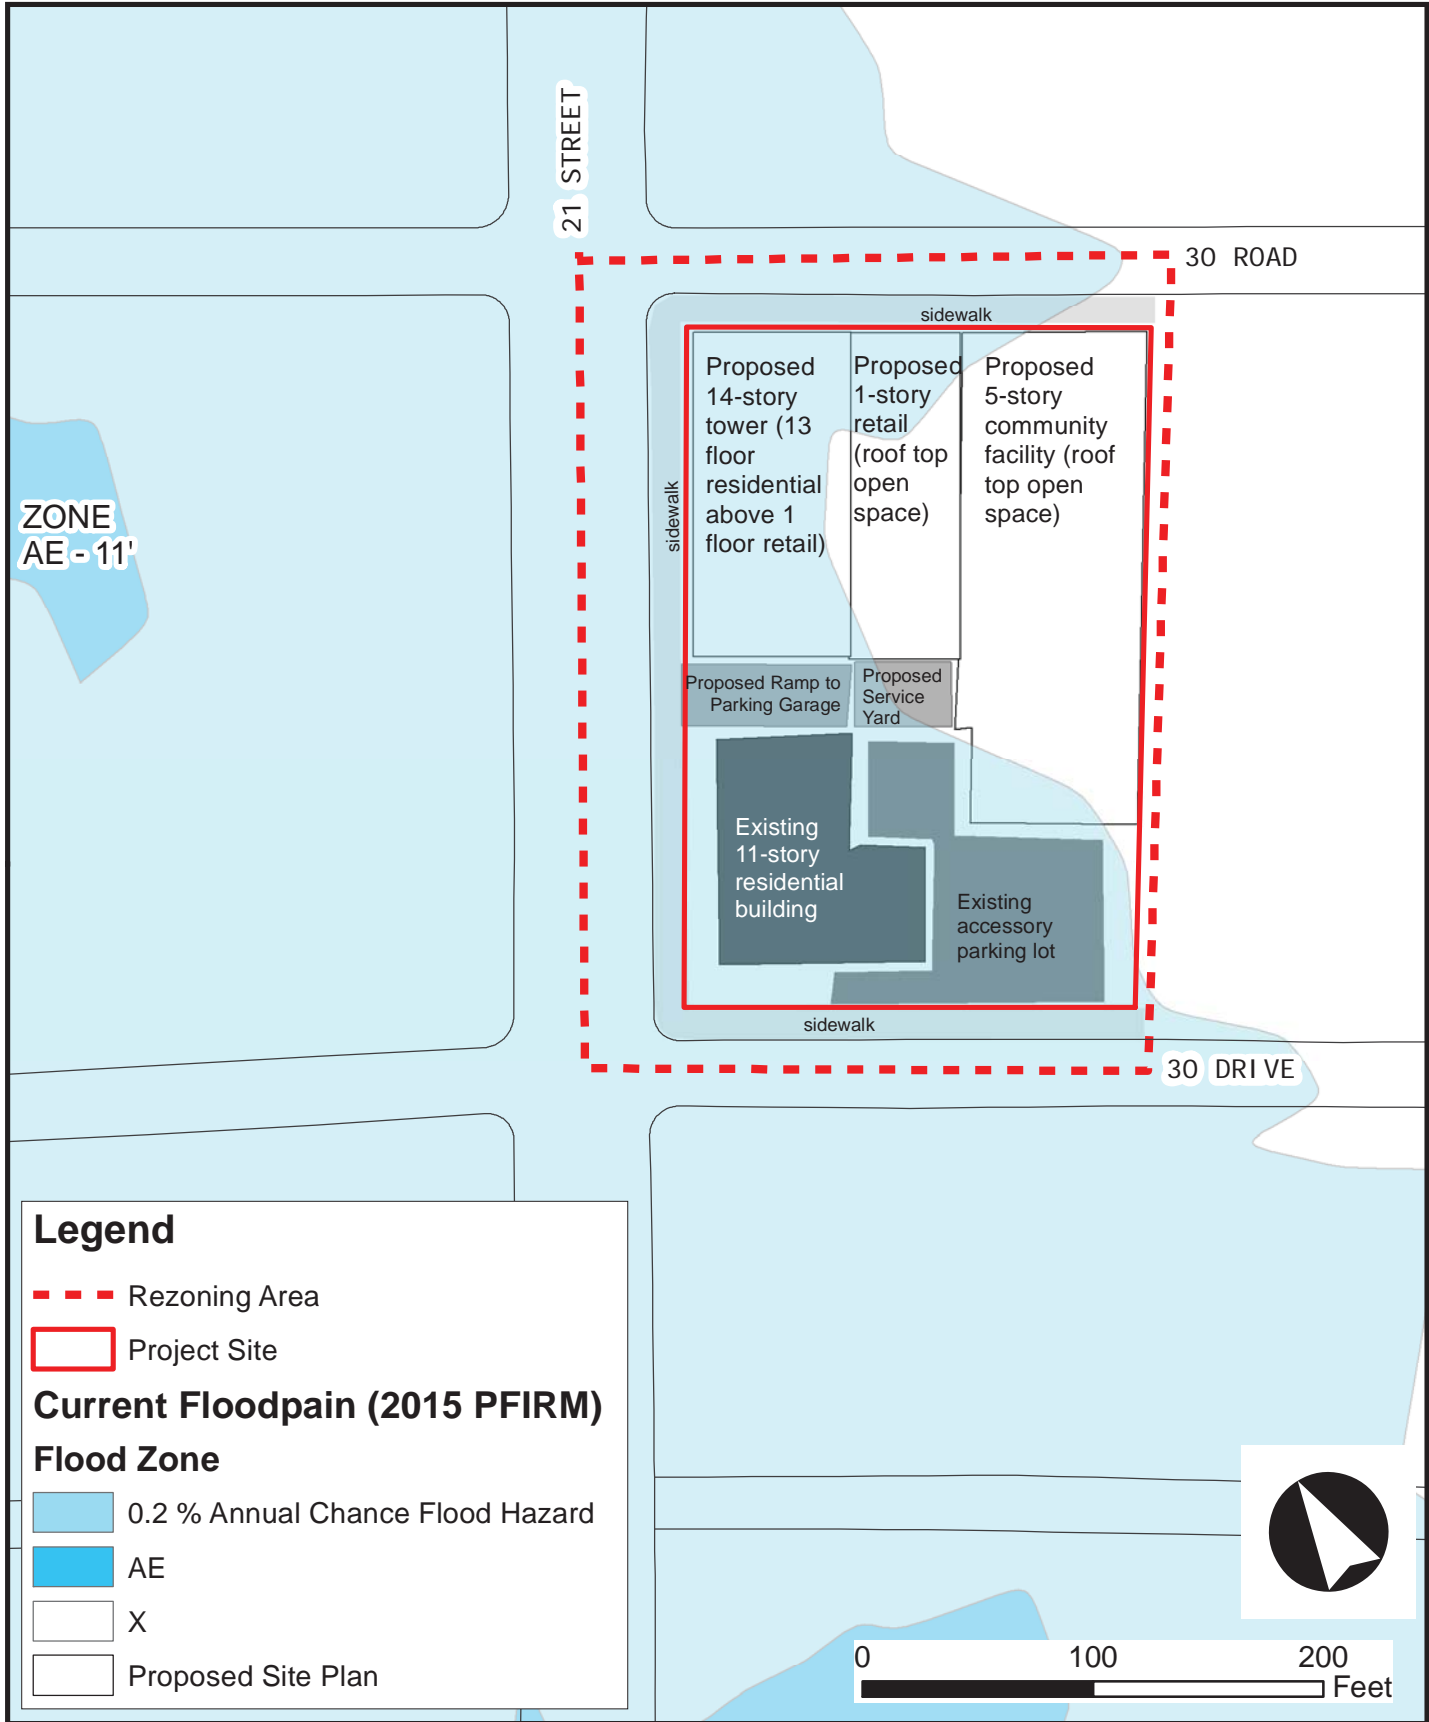 21 STREET
30 ROAD
sidewalk
Proposed
14-story
tower (13
floor
residential
above 1
floor retail)
Proposed
1-story
retail
(roof top
open
space)
Proposed
5-story
community
facility (roof
top open
space)
sidewalk
ZONE
AE - 11'
Proposed Ramp to
Parking Garage
Proposed
Service
Yard
Existing
11-story
residential
building
Existing
accessory
parking lot
sidewalk
30 DRIVE
Legend
Rezoning Area
Project Site
Current Floodpain (2015 PFIRM)
Flood Zone
0.2 % Annual Chance Flood Hazard
AE
X
Proposed Site Plan
0 100 200
Feet